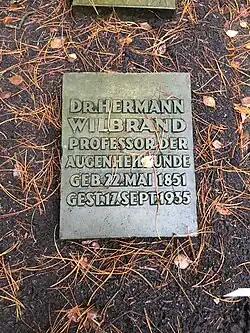 DR.HERMANN
WILBRAND
PROFESSOR DER
AUGENHEILKUNDE
GEB.22.MAI 1851
GEST.17.SEPT.1935